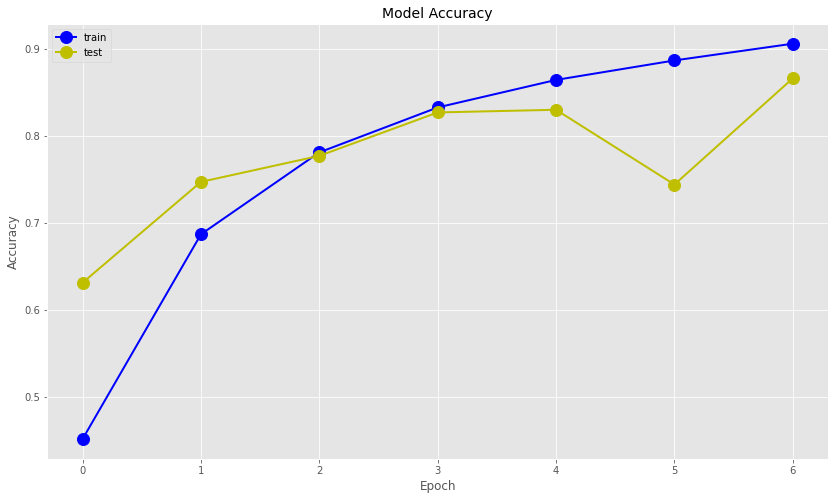 Model Accuracy
train
test
0.9
0.8
0.7
0.6
0.5
Accuracy
0 1 2 3 4 5 6
Epoch